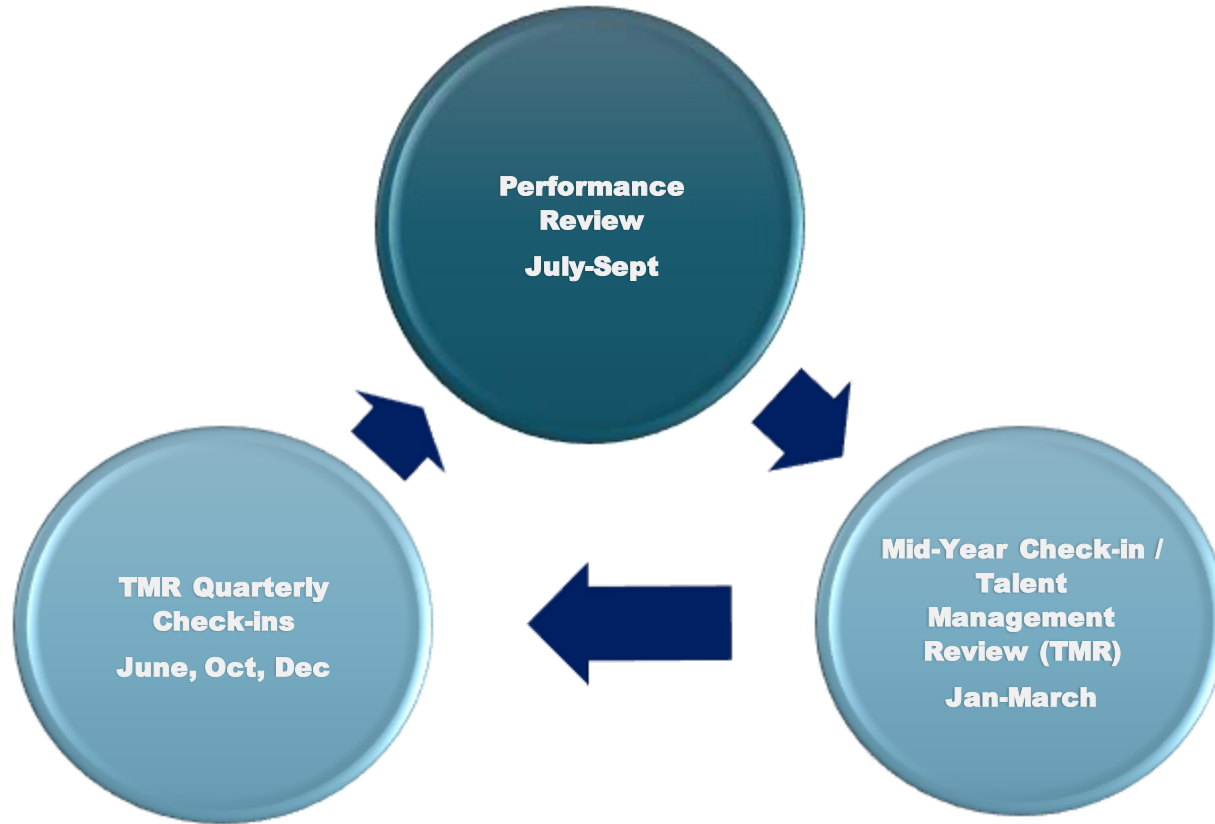 Performance
Review
July-Sept
Mid-Year Check-in /
Talent
Management
Review (TMR)
Jan-March
TMR Quarterly
Check-ins
June, Oct, Dec